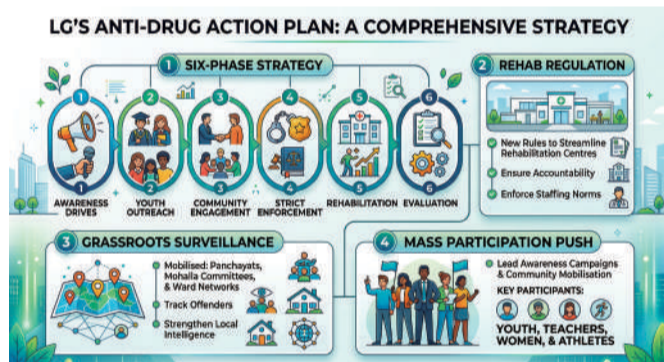 LG'S ANTI-DRUG ACTION PLAN: A COMPREHENSIVE STRATEGY
1 SIX-PHASE STRATEGY
1 2 3 4 5 6
1 2 3 4 5 6
AWARENESS
DRIVES
YOUTH
OUTREACH
COMMUNITY
ENGAGEMENT
STRICT
ENFORCEMENT
REHABILITATION
EVALUATION
2 REHAB REGULATION
New Rules to Streamline
Rehabilitation Centres
Ensure Accountability
Enforce Staffing Norms
3 GRASSROOTS SURVEILLANCE
Mobilised: Panchayats,
Mohalla Committees,
& Ward Networks
Track Offenders
Strengthen Local
Intelligence
4 MASS PARTICIPATION PUSH
Lead Awareness Campaigns
& Community Mobilisation
KEY PARTICIPANTS:
YOUTH, TEACHERS,
WOMEN, & ATHLETES